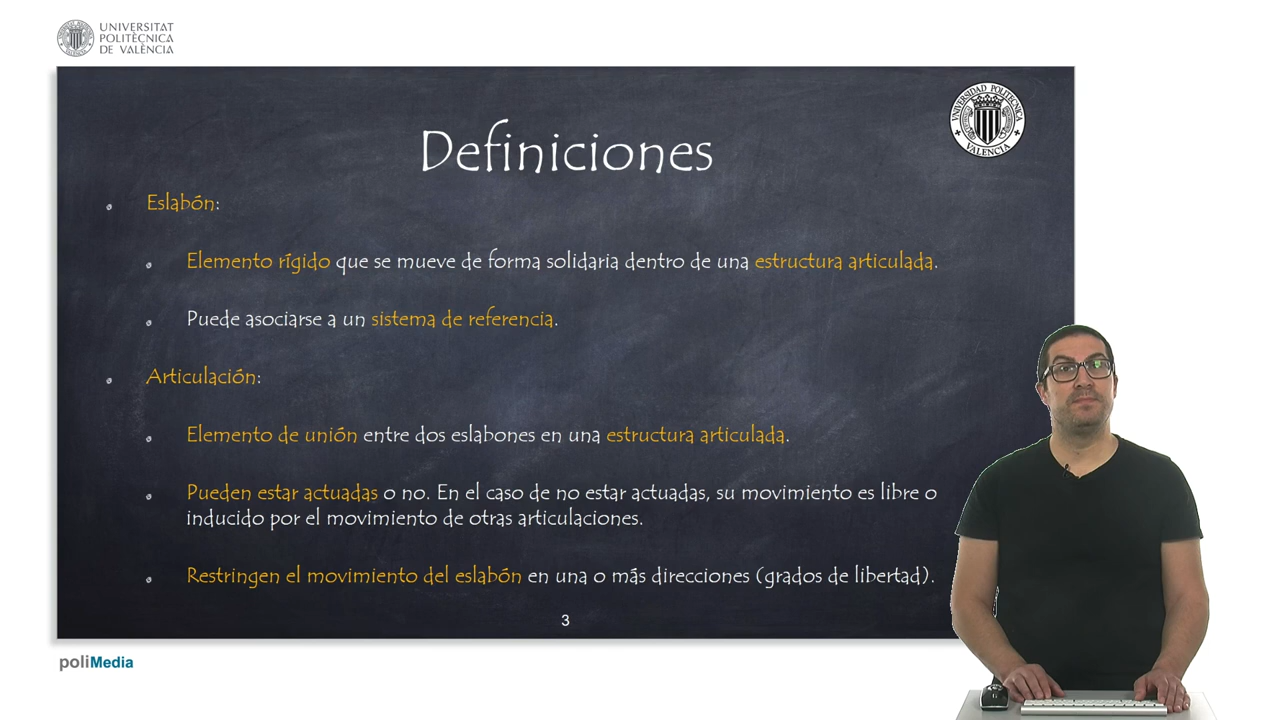 UNIVERSITAT
POLITÈCNICA
DE VALÈNCIA
UNIVERSIDAD POLITECNICA
VALENCIA
Definiciones
Eslabón:
Elemento rígido que se mueve de forma solidaria dentro de una estructura articulada.
Puede asociarse a un sistema de referencia.
Articulación:
Elemento de unión entre dos eslabones en una estructura articulada.
Pueden estar actuadas o no. En el caso de no estar actuadas, su movimiento es libre o
inducido por el movimiento de otras articulaciones.
Restringen el movimiento del eslabón en una o más direcciones (grados de libertad).
3
poliMedia